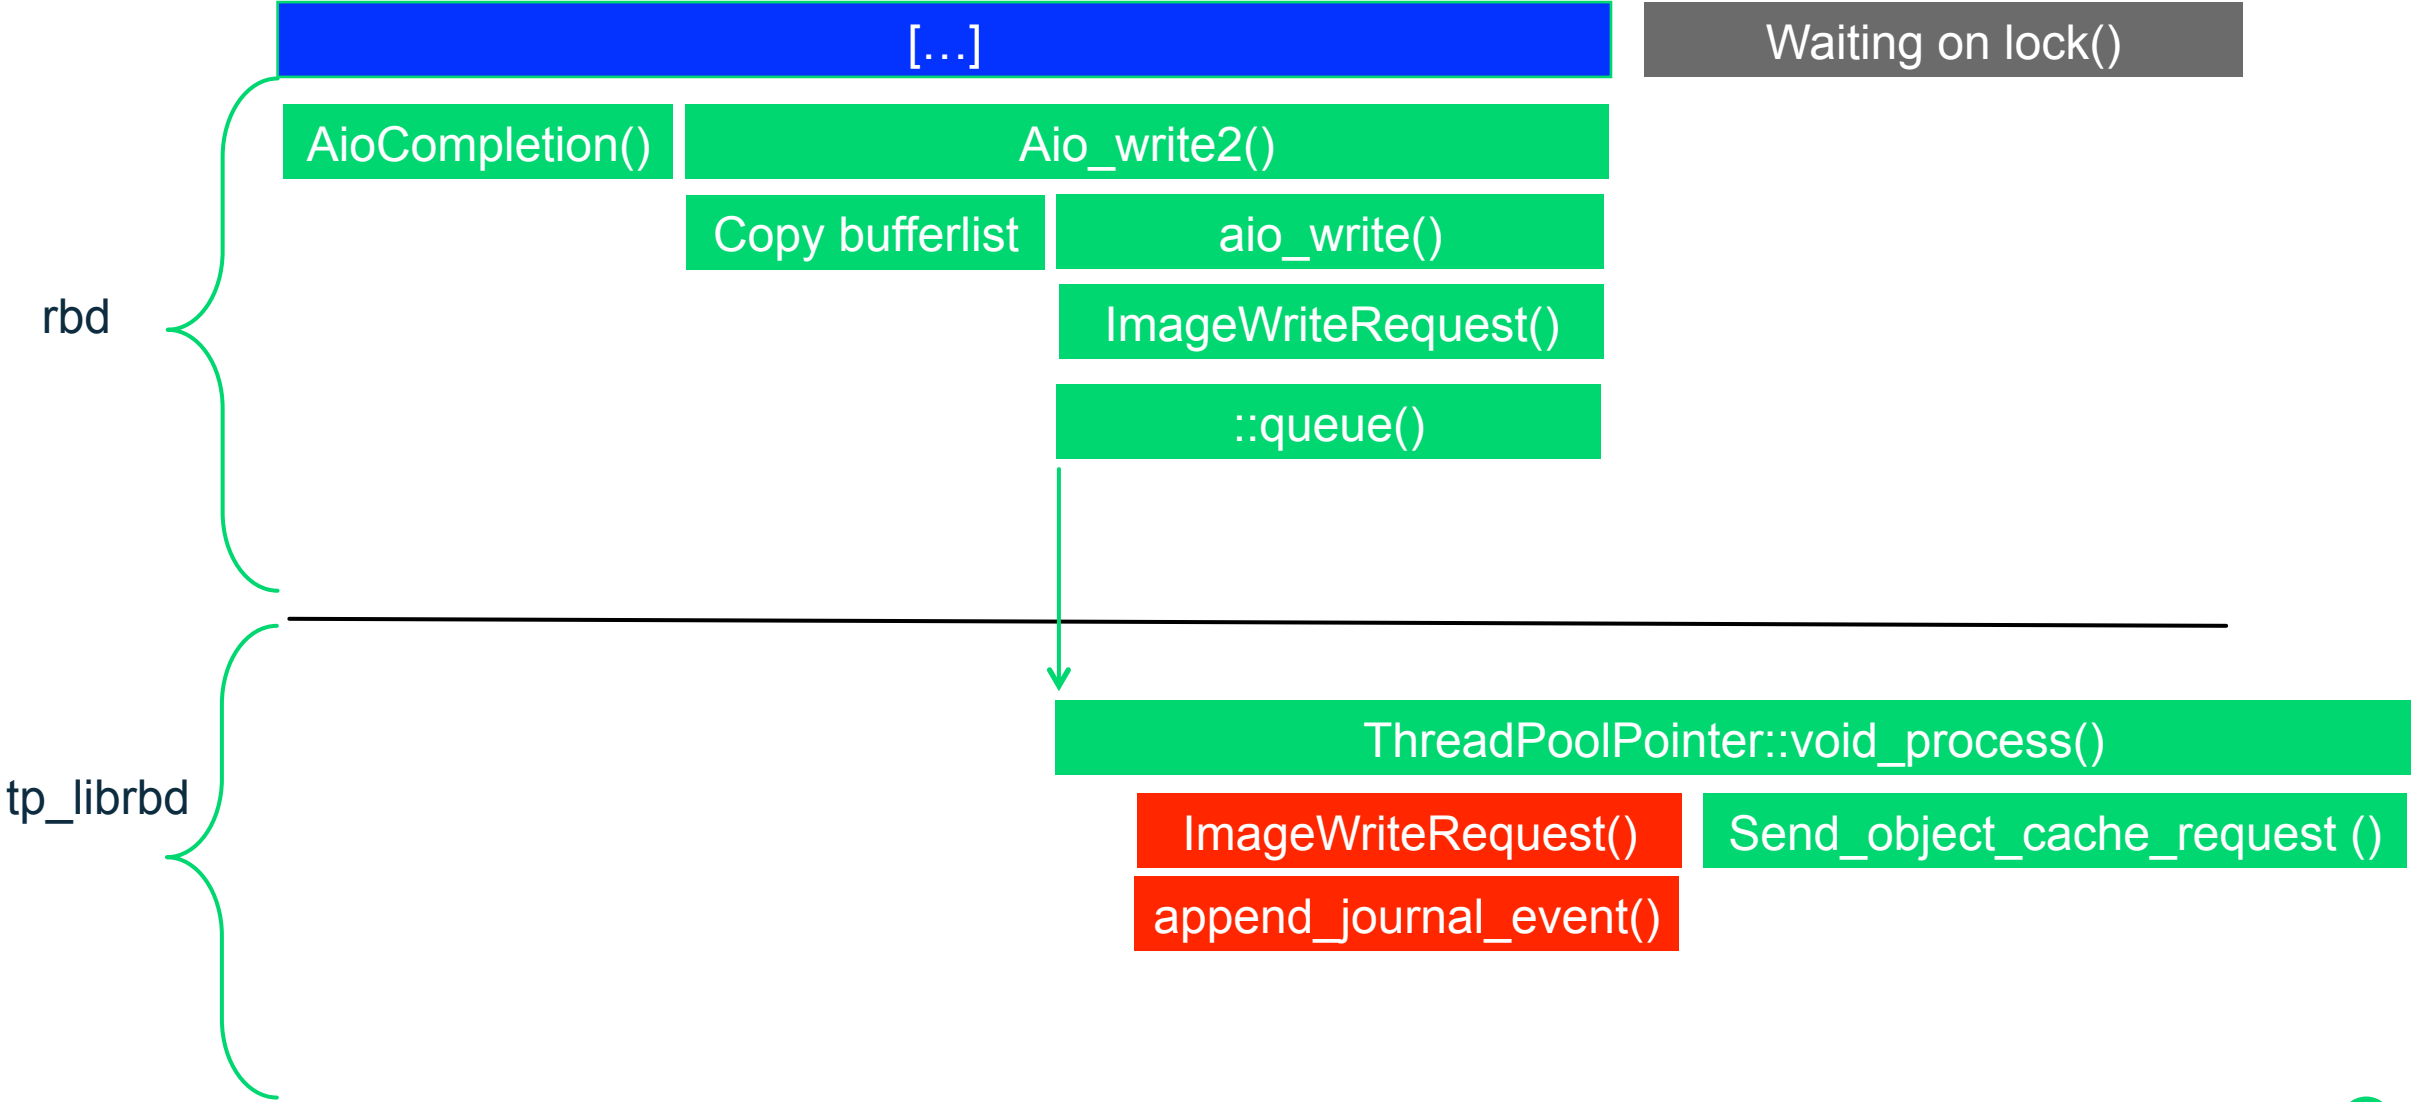 […]
Waiting on lock()
AioCompletion()
Aio_write2()
Copy bufferlist
aio_write()
rbd
ImageWriteRequest()
::queue()
ThreadPoolPointer::void_process()
tp_librbd
ImageWriteRequest()
Send_object_cache_request ()
append_journal_event()